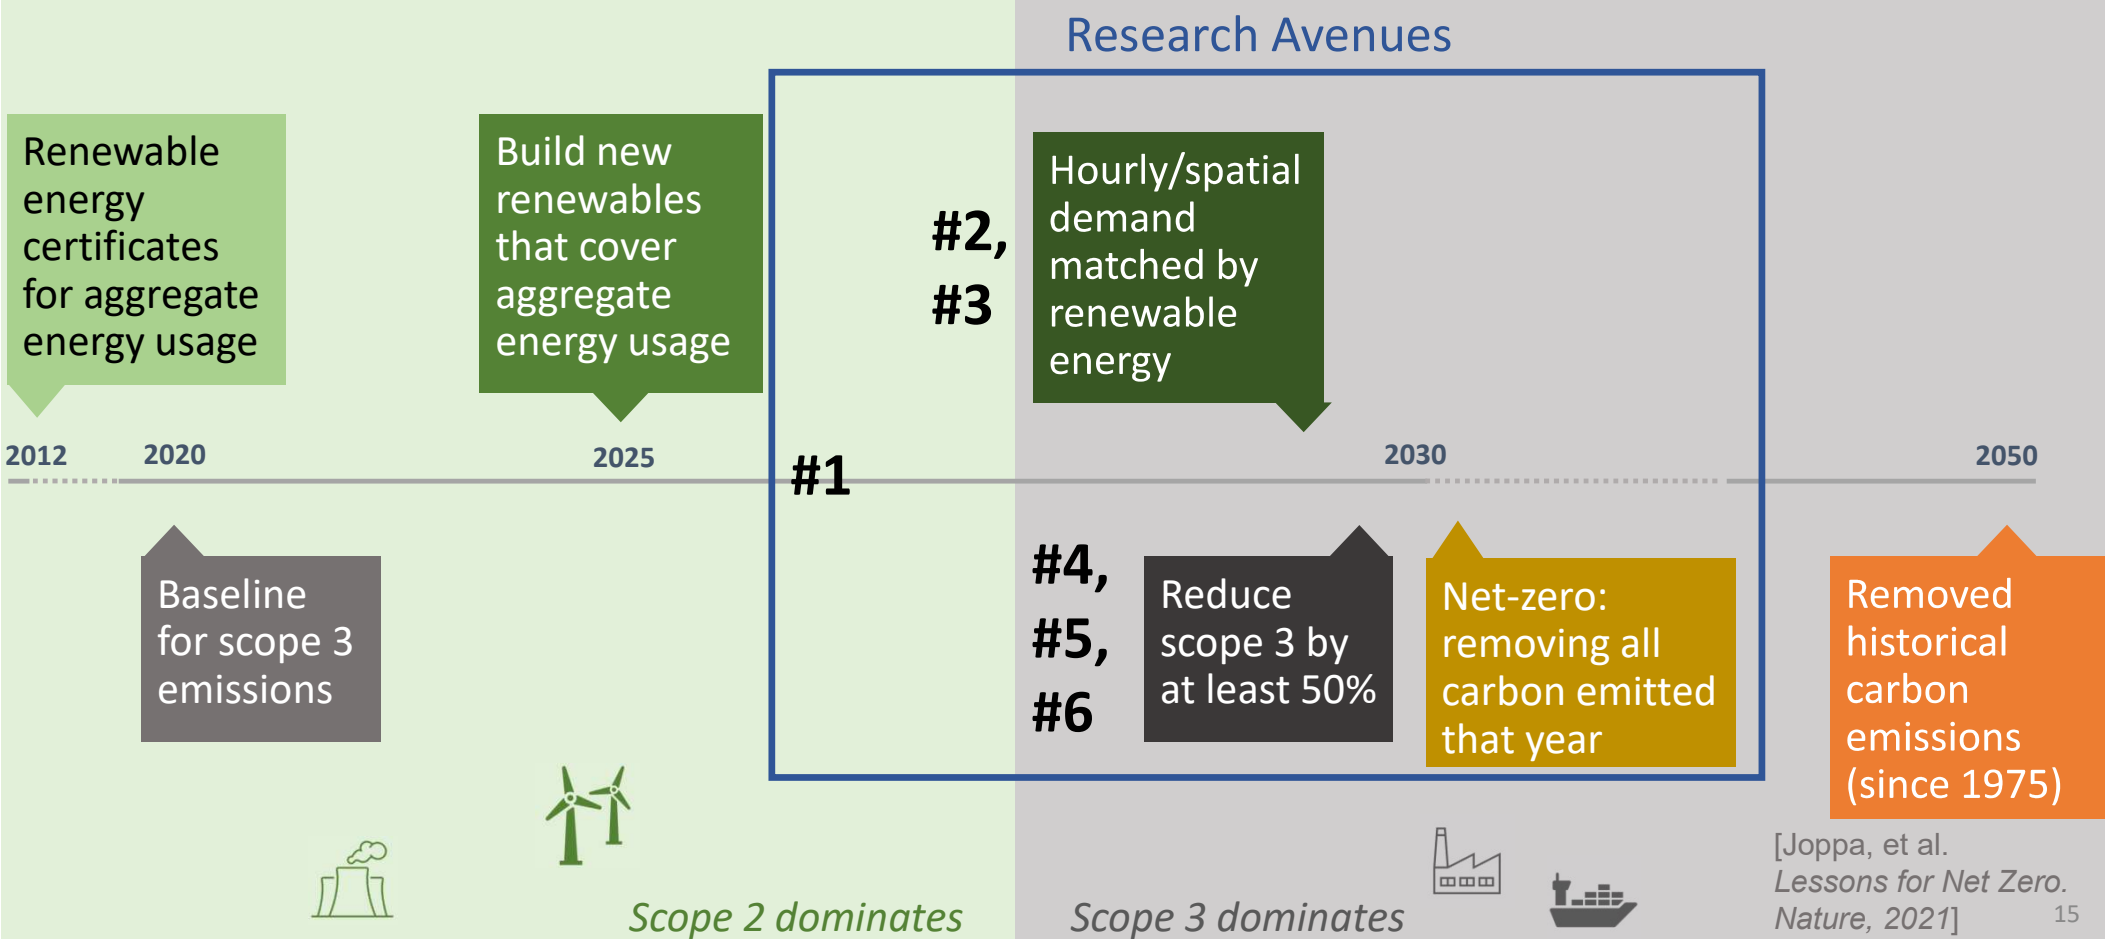 Research Avenues
Renewable
energy
certificates
for aggregate
energy usage
Build new
renewables
that cover
aggregate
energy usage
#2,
#3
Hourly/spatial
demand
matched by
renewable
energy
2012
2020
2025
2030
2050
#1
Baseline
for scope 3
emissions
#4,
#5,
#6
Reduce
scope 3 by
at least 50%
Net-zero:
removing all
carbon emitted
that year
Removed
historical
carbon
emissions
(since 1975)
Scope 2 dominates
Scope 3 dominates
[Joppa, et al.
Lessons for Net Zero.
Nature, 2021]
15